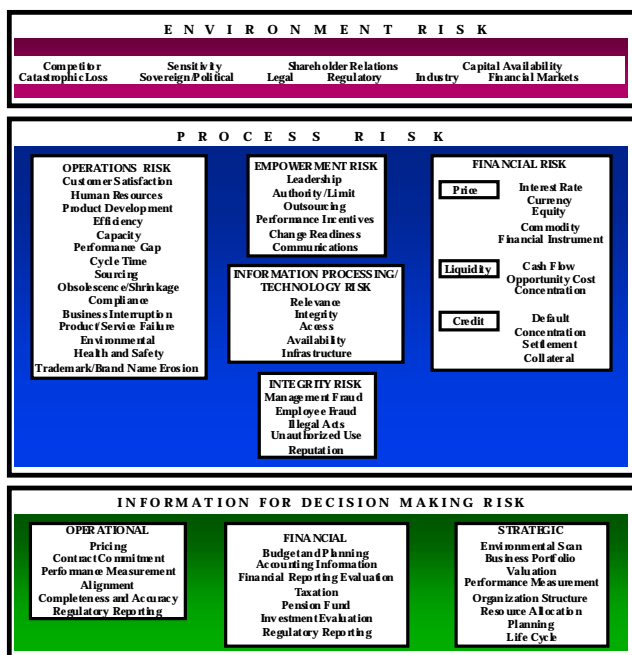 ENVIRONMENT RISK
Competitor Sensitivity Shareholder Relations Capital Availability
Catastrophic Loss Sovereign/Political Legal Regulatory Industry Financial Markets
PROCESS RISK
OPERATIONS RISK
Customer Satisfaction
Human Resources
Product Development
Efficiency
Capacity
Performance Gap
Cycle Time
Sourcing
Obsolescence/Shrinkage
Compliance
Business Interruption
Product/Service Failure
Environmental
Health and Safety
Trademark/Brand Name Erosion
EMPOWERMENT RISK
Leadership
Authority/Limit
Outsourcing
Performance Incentives
Change Readiness
Communications
INFORMATION PROCESSING/
TECHNOLOGY RISK
Relevance
Integrity
Access
Availability
Infrastructure
INTEGRITY RISK
Management Fraud
Employee Fraud
Illegal Acts
Unauthorized Use
Reputation
FINANCIAL RISK
Price Interest Rate
Currency
Equity
Commodity
Financial Instrument
Liquidity Cash Flow
Opportunity Cost
Concentration
Credit Default
Concentration
Settlement
Collateral
INFORMATION FOR DECISION MAKING RISK
OPERATIONAL
Pricing
Contract Commitment
Performance Measurement
Alignment
Completeness and Accuracy
Regulatory Reporting
FINANCIAL
Budget and Planning
Accounting Information
Financial Reporting Evaluation
Taxation
Pension Fund
Investment Evaluation
Regulatory Reporting
STRATEGIC
Environmental Scan
Business Portfolio
Valuation
Performance Measurement
Organization Structure
Resource Allocation
Planning
Life Cycle